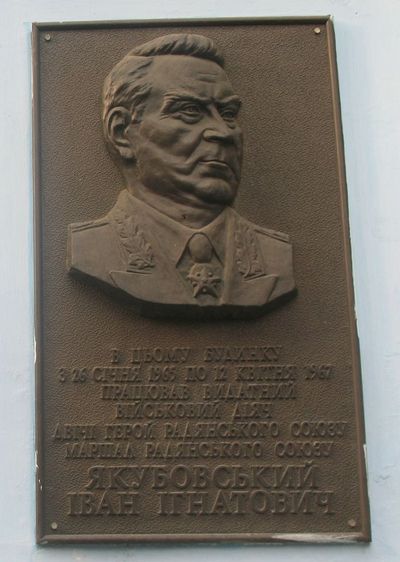 В ЦЬОМУ БУДИНКУ
З 26 СІЧНЯ 1965 ПО 12 КВІТНЯ 1967
ПРАЦЮВАВ ВИДАТНИЙ
ВІЙСЬКОВИЙ ДІЯЧ
ДВІЧІ ГЕРОЙ РАДЯНСЬКОГО СОЮЗУ
МАРШАЛ РАДЯНСЬКОГО СОЮЗУ
ЯКУБОВСЬКИЙ
ІВАН ІГНАТОВИЧ